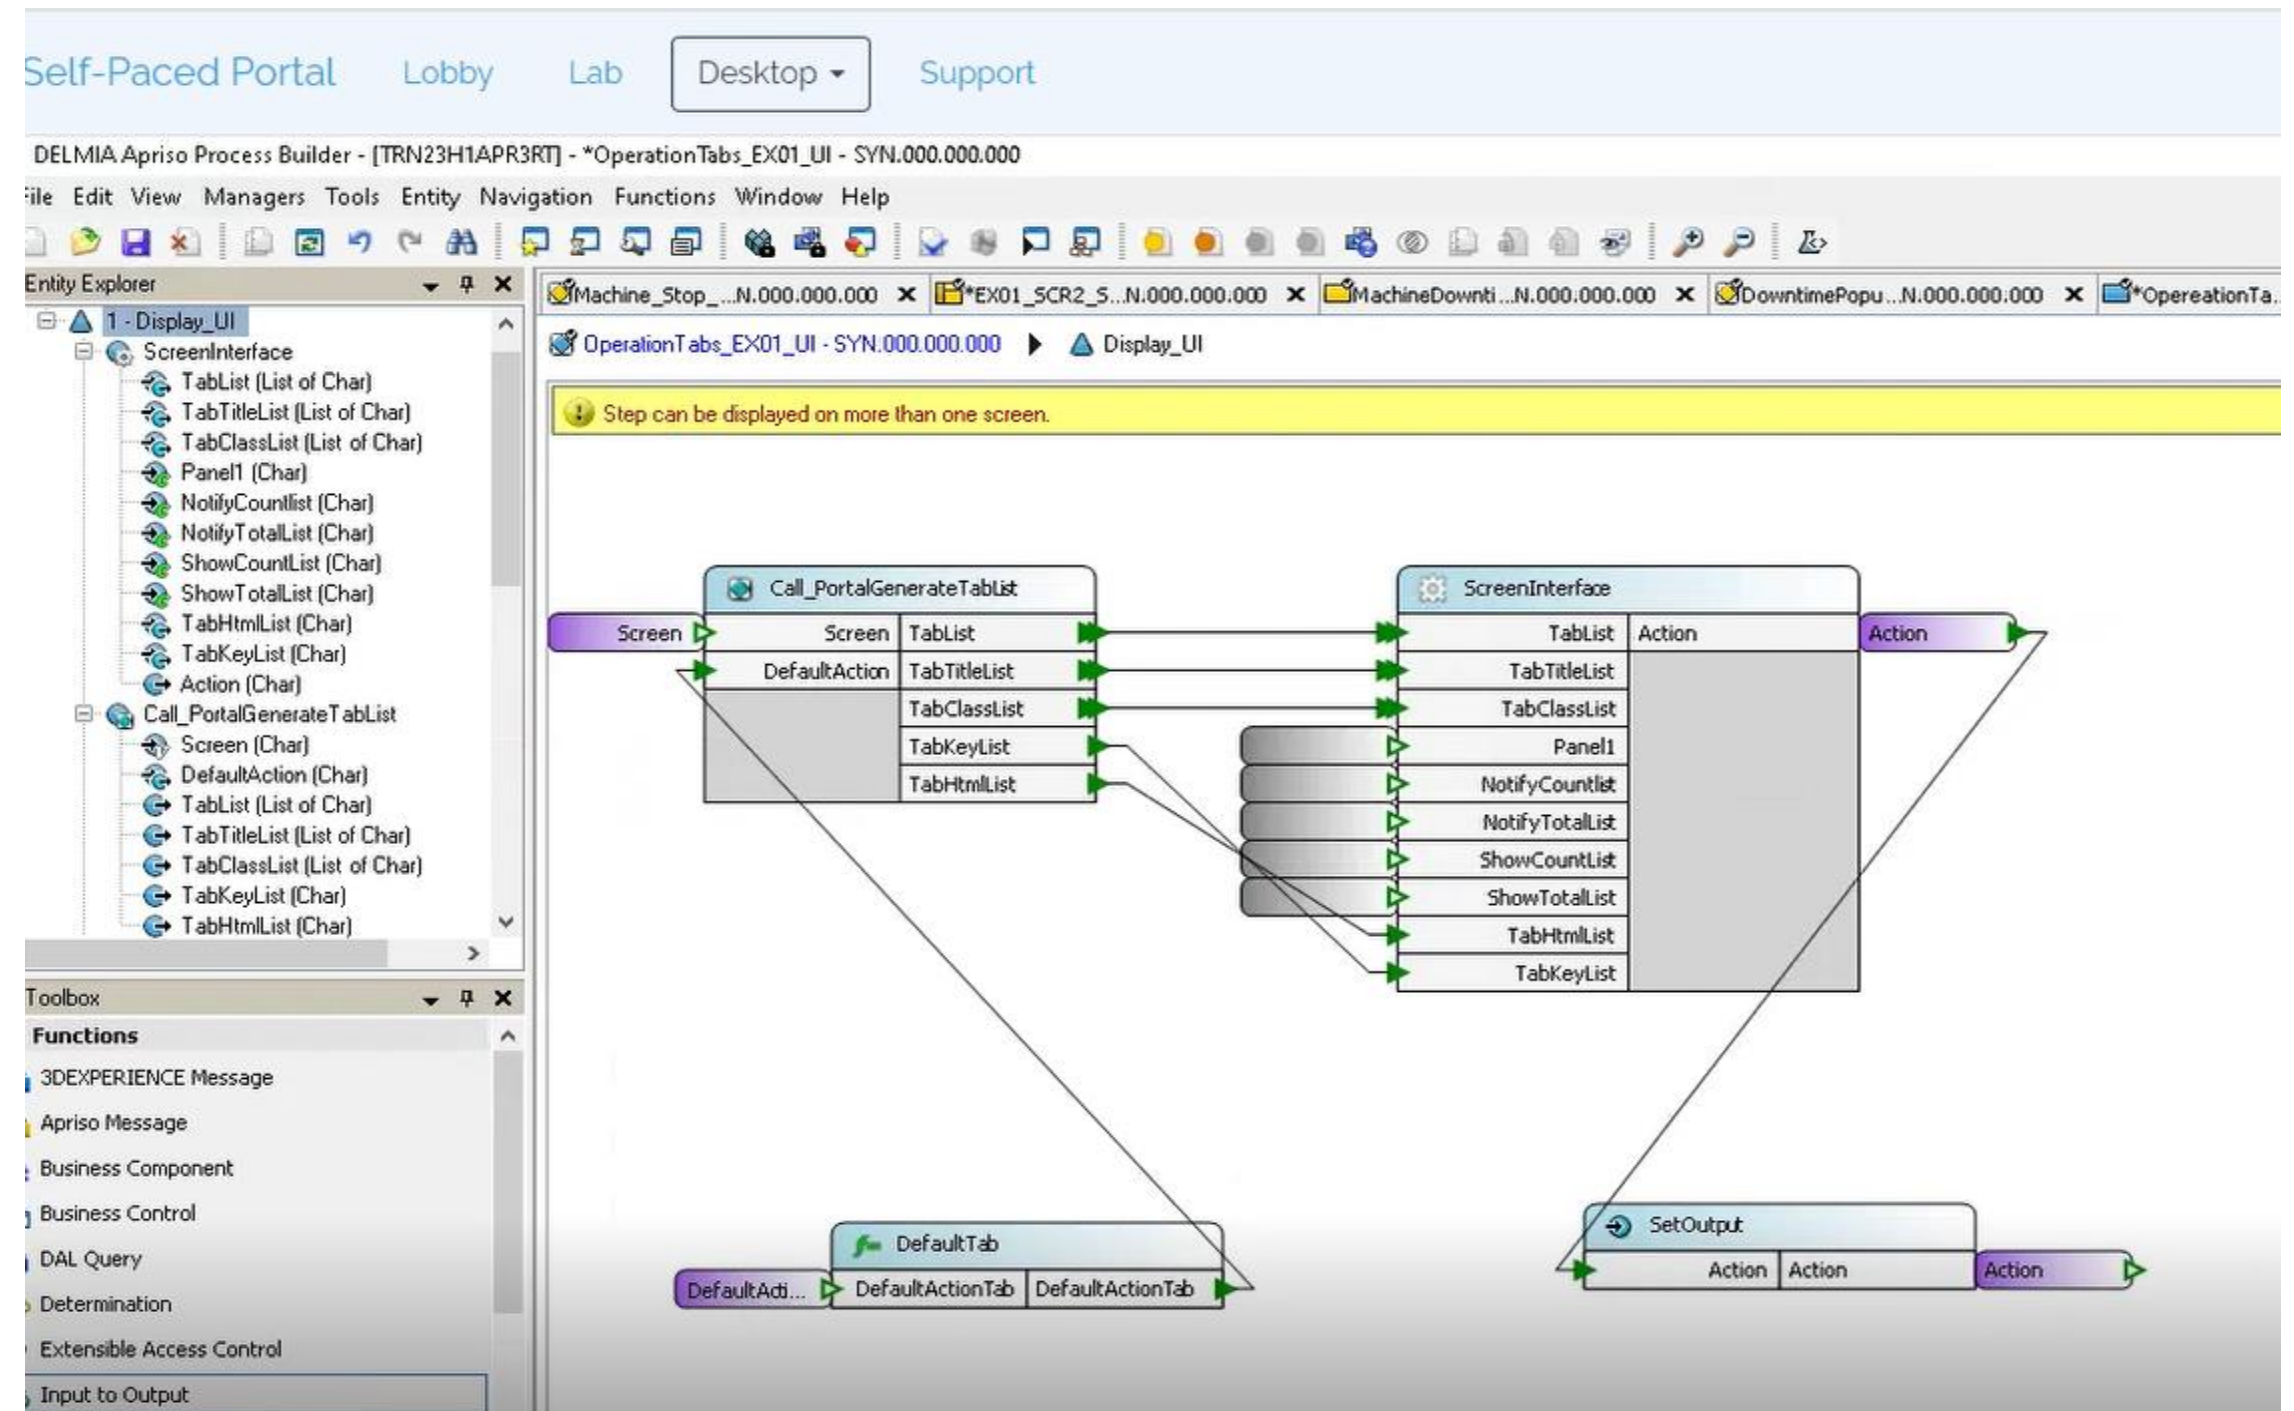 Self-Paced Portal Lobby Lab Desktop Support
DELMIA Apriso Process Builder - [TRN23H1APR3RT] - *OperationTabs_EX01_UI - SYN.000.000.000
File Edit View Managers Tools Entity Navigation Functions Window Help
Entity Explorer
1 - Display_UI
ScreenInterface
TabList (List of Char)
TabTitleList (List of Char)
TabClassList (List of Char)
Panel1 (Char)
NotifyCountlist (Char)
NotifyTotalList (Char)
ShowCountList (Char)
ShowTotalList (Char)
TabHtmlList (Char)
TabKeyList (Char)
Action (Char)
Call_PortalGenerateTabList
Screen (Char)
DefaultAction (Char)
TabList (List of Char)
TabTitleList (List of Char)
TabClassList (List of Char)
TabKeyList (Char)
TabHtmlList (Char)
Toolbox
Functions
3DEXPERIENCE Message
Apriso Message
Business Component
Business Control
DAL Query
Determination
Extensible Access Control
Input to Output
Machine_Stop_...N.000.000.000 *EX01_SCR2_S...N.000.000.000 MachineDownti...N.000.000.000 DowntimePopu...N.000.000.000 *OpereationTa..
OperationTabs_EX01_UI - SYN.000.000.000 Display_UI
Step can be displayed on more than one screen.
Call_PortalGenerateTabList
Screen Screen TabList
DefaultAction TabTitleList
TabClassList
TabKeyList
TabHtmlList
ScreenInterface
TabList Action Action
TabTitleList
TabClassList
Panel1
NotifyCountlist
NotifyTotalList
ShowCountList
ShowTotalList
TabHtmlList
TabKeyList
DefaultTab
DefaultActi... DefaultActionTab DefaultActionTab
SetOutput
Action Action Action